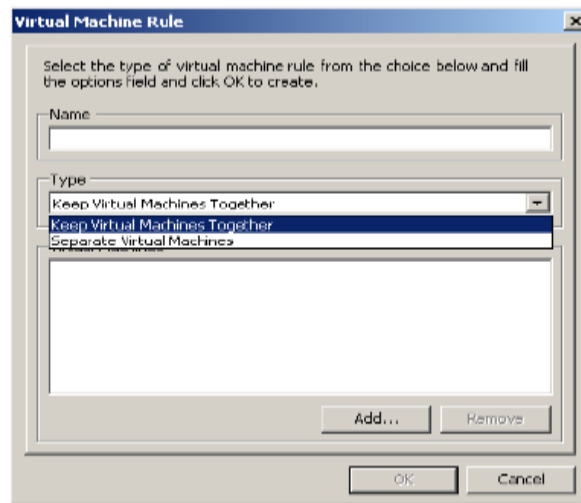 Virtual Machine Rule
Select the type of virtual machine rule from the choice below and fill
the options field and click OK to create.
Name
Type
Keep Virtual Machines Together
Keep Virtual Machines Together
Separate Virtual Machines
Add...
Remove
OK
Cancel